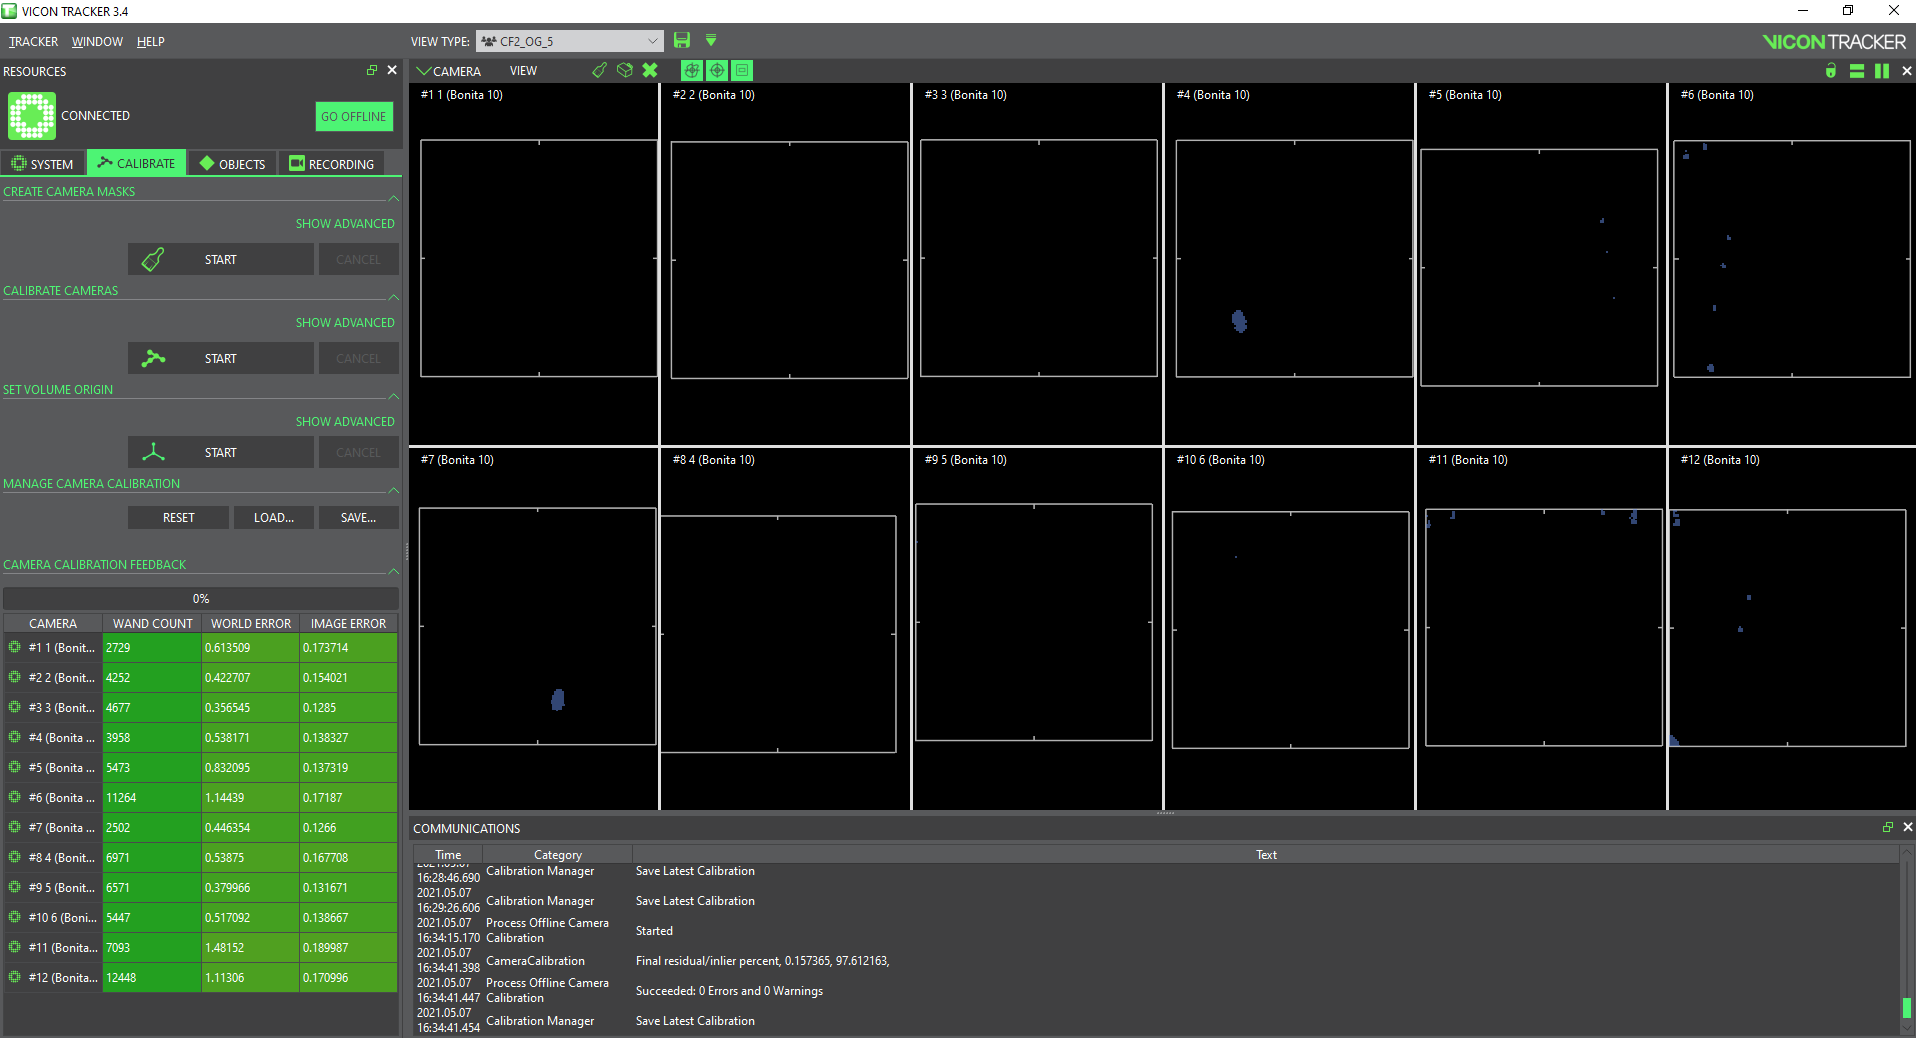 VICON TRACKER 3.4
TRACKER WINDOW HELP
VIEW TYPE: CF2_OG_5
VICON TRACKER
RESOURCES
CAMERA VIEW
CONNECTED
GO OFFLINE
SYSTEM CALIBRATE OBJECTS RECORDING
CREATE CAMERA MASKS
SHOW ADVANCED
START CANCEL
CALIBRATE CAMERAS
SHOW ADVANCED
START CANCEL
SET VOLUME ORIGIN
SHOW ADVANCED
START CANCEL
MANAGE CAMERA CALIBRATION
RESET LOAD... SAVE...
CAMERA CALIBRATION FEEDBACK
0%
CAMERA WAND COUNT WORLD ERROR IMAGE ERROR
#1 1 (Bonit... 2729 0.613509 0.173714
#2 2 (Bonit... 4252 0.422707 0.154021
#3 3 (Bonit... 4677 0.356545 0.1285
#4 (Bonita ... 3958 0.538171 0.138327
#5 (Bonita ... 5473 0.832095 0.137319
#6 (Bonita ... 11264 1.14439 0.17187
#7 (Bonita ... 2502 0.446354 0.1266
#8 4 (Bonit... 6971 0.53875 0.167708
#9 5 (Bonit... 6571 0.379966 0.131671
#10 6 (Boni... 5447 0.517092 0.138667
#11 (Bonita... 7093 1.48152 0.189987
#12 (Bonita... 12448 1.11306 0.170996
#1 1 (Bonita 10)
#2 2 (Bonita 10)
#3 3 (Bonita 10)
#4 (Bonita 10)
#5 (Bonita 10)
#6 (Bonita 10)
#7 (Bonita 10)
#8 4 (Bonita 10)
#9 5 (Bonita 10)
#10 6 (Bonita 10)
#11 (Bonita 10)
#12 (Bonita 10)
COMMUNICATIONS
Time Category Text
2021.05.07
16:28:46.690 Calibration Manager Save Latest Calibration
2021.05.07
16:29:26.606 Calibration Manager Save Latest Calibration
2021.05.07 Process Offline Camera
16:34:15.170 Calibration Started
2021.05.07
16:34:41.398 CameraCalibration Final residual/inlier percent, 0.157365, 97.612163,
2021.05.07 Process Offline Camera
16:34:41.447 Calibration Succeeded: 0 Errors and 0 Warnings
2021.05.07
16:34:41.454 Calibration Manager Save Latest Calibration